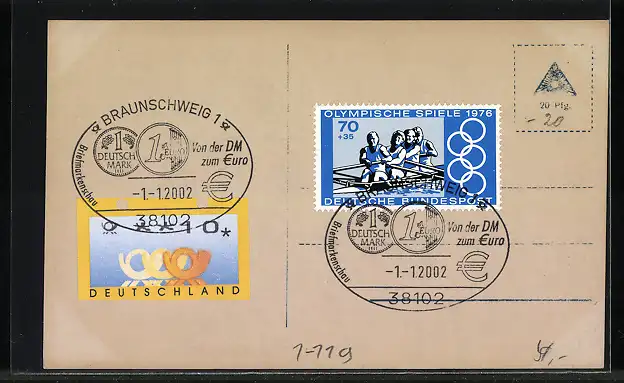 BRAUNSCHWEIG 1
1
DEUTSCHE
MARK
1
EURO
Von der DM
zum €uro
Briefmarkenschau
-1.-1.2002
€
38102
**10*
DEUTSCHLAND
OLYMPISCHE SPIELE 1976
70
+35
DEUTSCHE BUNDESPOST
BRAUNSCHWEIG
1
DEUTSCHE
MARK
1
EURO
Von der DM
zum €uro
Briefmarkenschau
-1.-1.2002
€
38102
20 Pfg.
-20
1-119